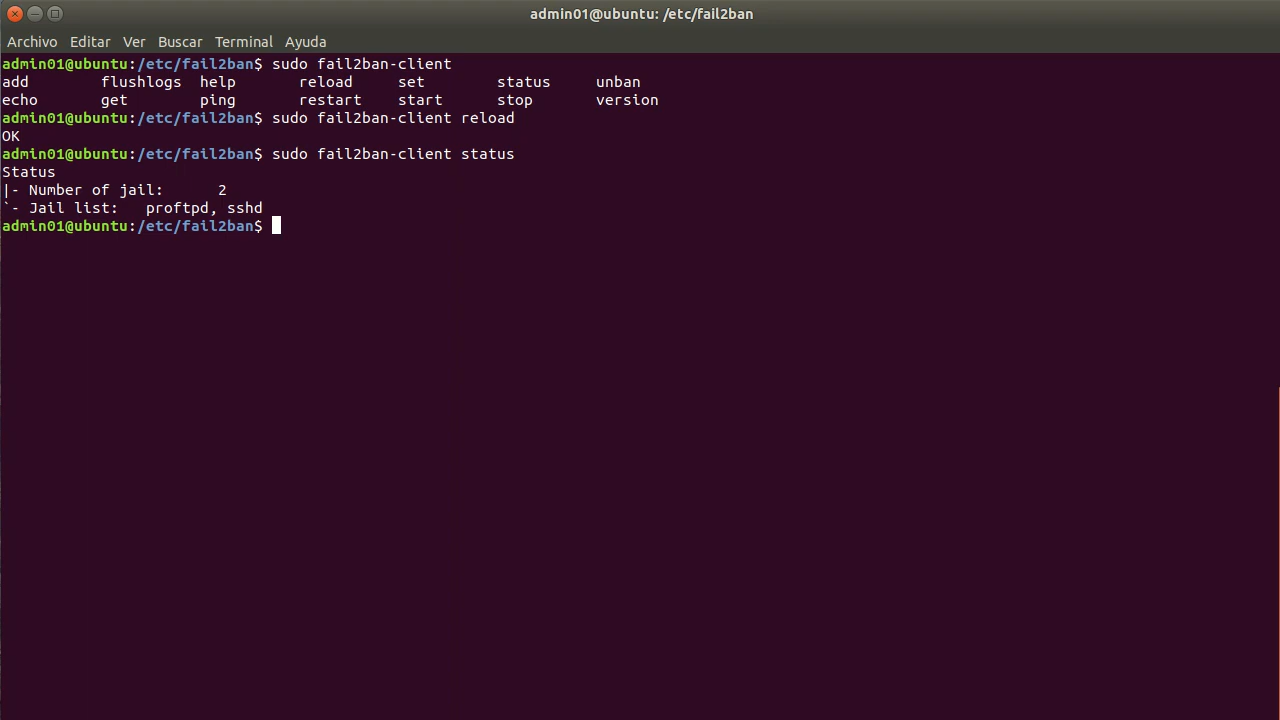 admin01@ubuntu: /etc/fail2ban
Archivo Editar Ver Buscar Terminal Ayuda
admin01@ubuntu:/etc/fail2ban$ sudo fail2ban-client
add        flushlogs  help       reload     set        status     unban
echo       get        ping       restart    start      stop       version
admin01@ubuntu:/etc/fail2ban$ sudo fail2ban-client reload
OK
admin01@ubuntu:/etc/fail2ban$ sudo fail2ban-client status
Status
|- Number of jail:      2
`- Jail list:   proftpd, sshd
admin01@ubuntu:/etc/fail2ban$